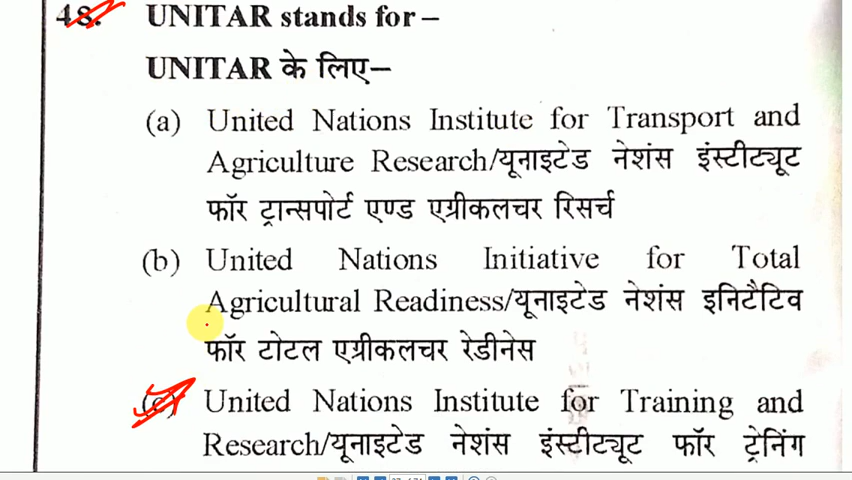 48. UNITAR stands for –
UNITAR के लिए–
(a) United Nations Institute for Transport and
Agriculture Research/यूनाइटेड नेशंस इंस्टीट्यूट
फॉर ट्रान्सपोर्ट एण्ड एग्रीकलचर रिसर्च
(b) United Nations Initiative for Total
Agricultural Readiness/यूनाइटेड नेशंस इनिटैटिव
फॉर टोटल एग्रीकलचर रेडीनेस
(c) United Nations Institute for Training and
Research/यूनाइटेड नेशंस इंस्टीट्यूट फॉर ट्रेनिंग